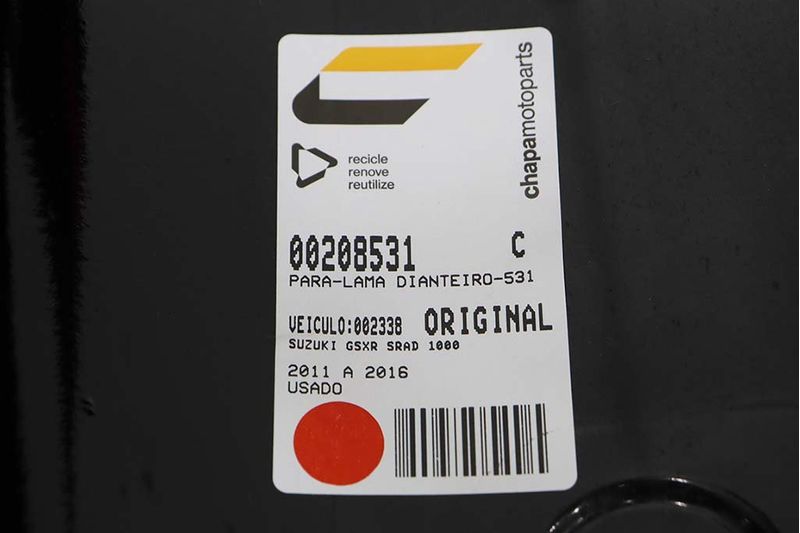 chapamotoparts
recicle
renove
reutilize
00208531 C
PARA-LAMA DIANTEIRO-531
VEICULO:002338 ORIGINAL
SUZUKI GSXR SRAD 1000
2011 A 2016
USADO